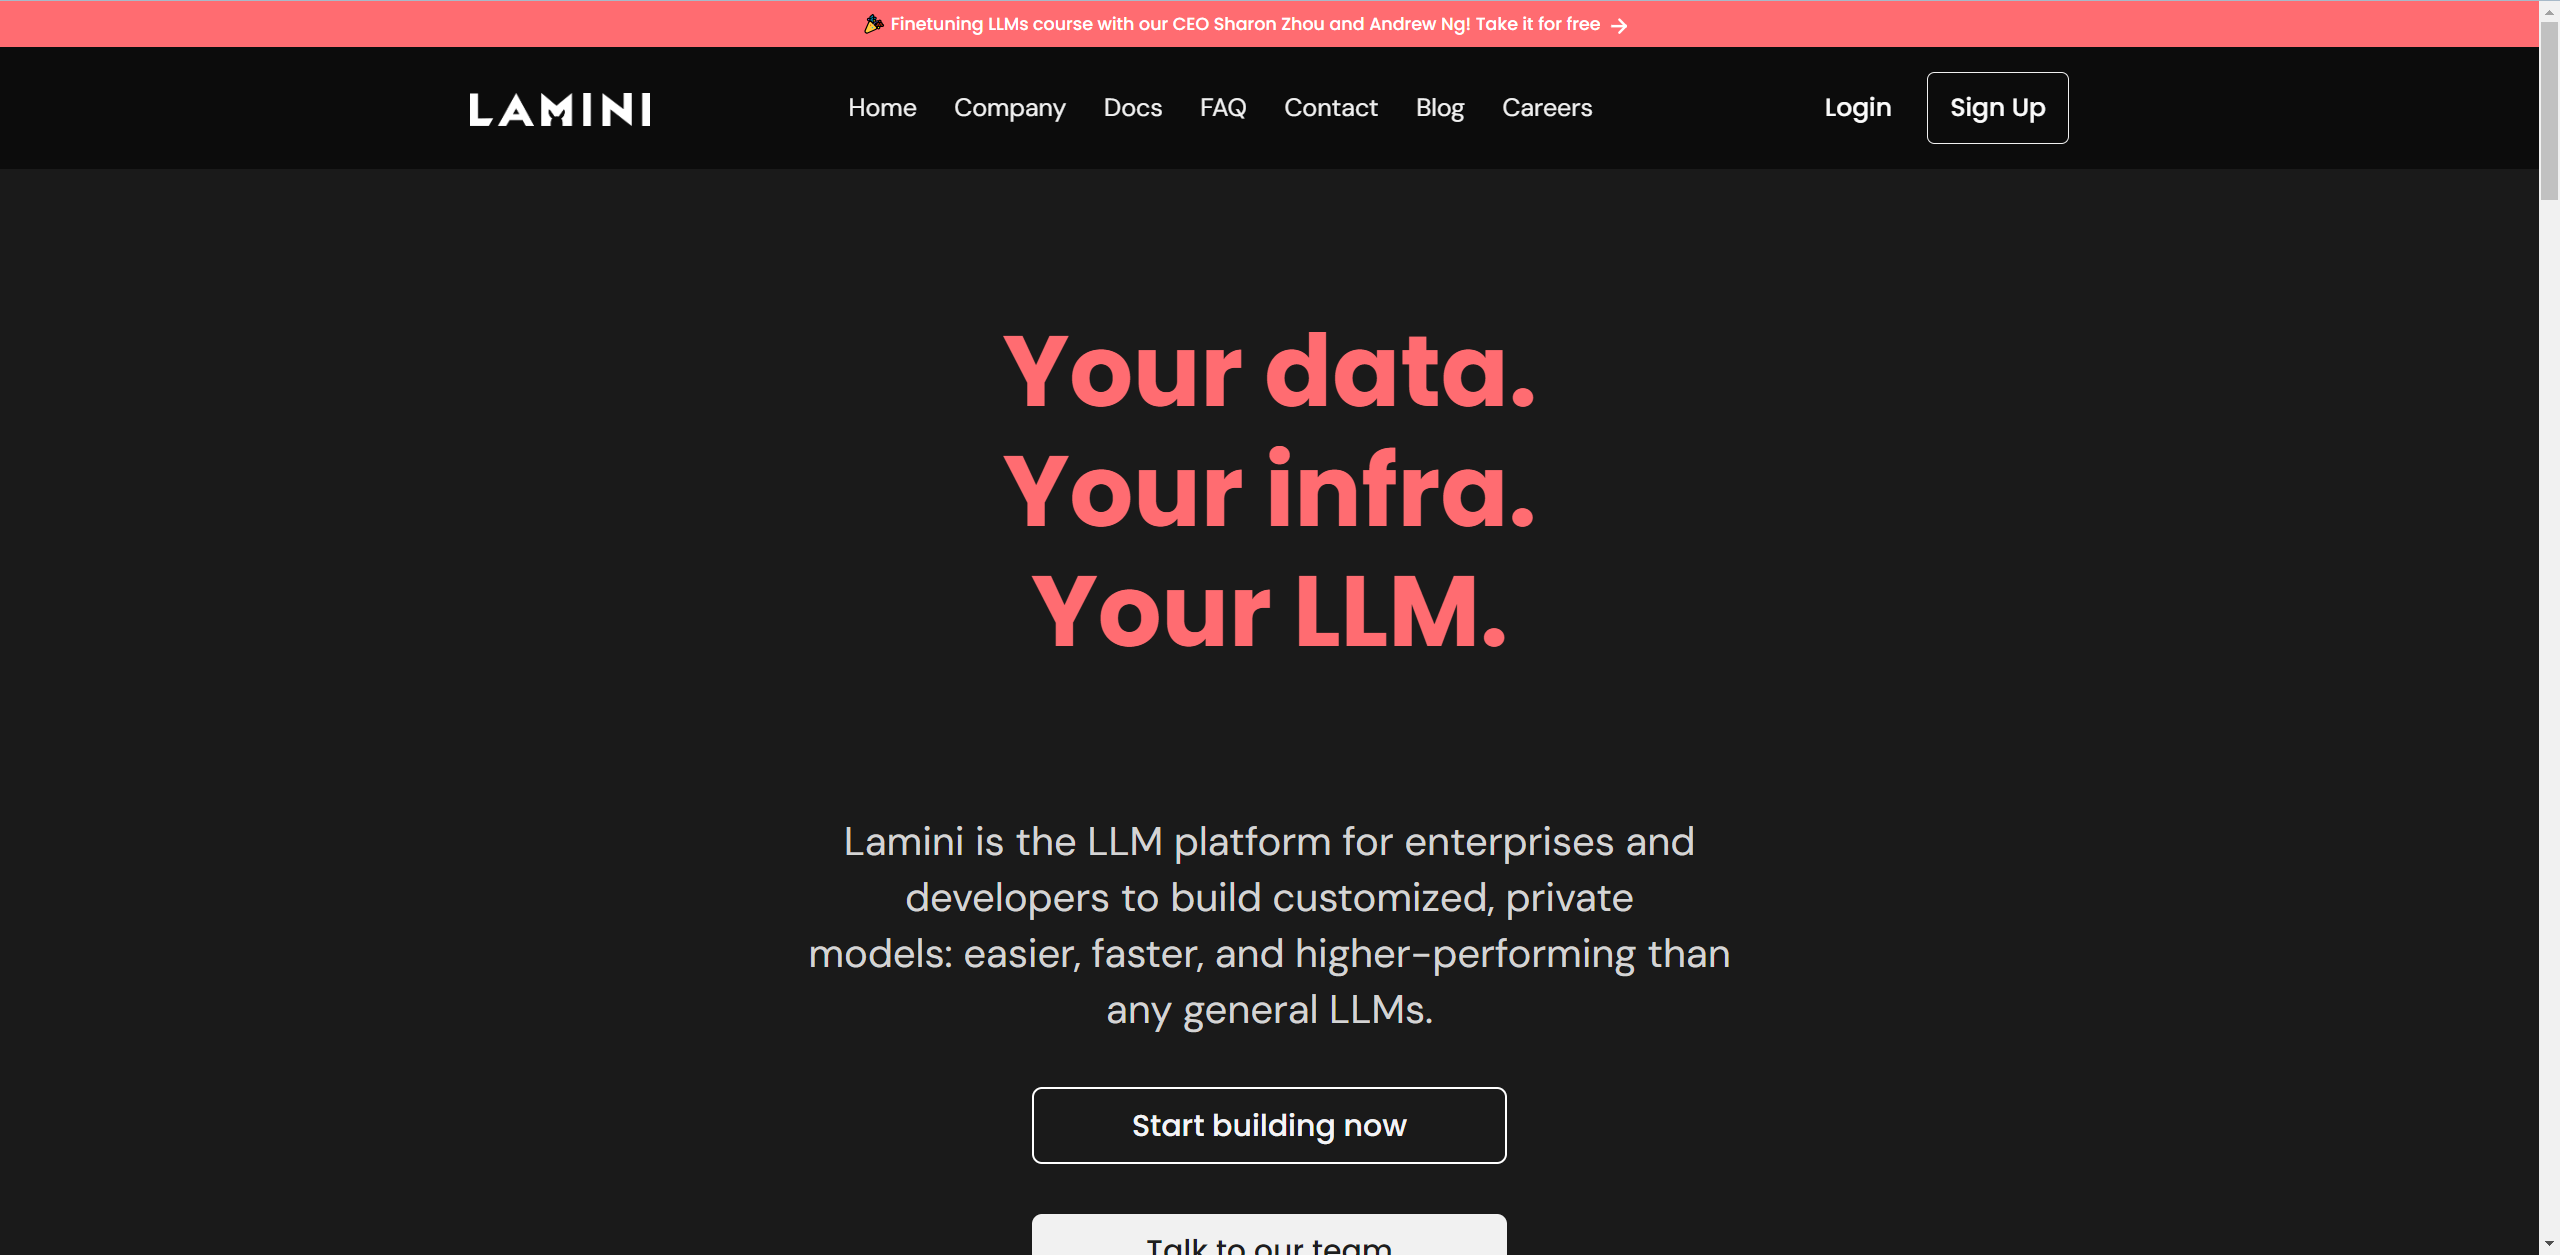 🎉 Finetuning LLMs course with our CEO Sharon Zhou and Andrew Ng! Take it for free →
LAMINI
Home Company Docs FAQ Contact Blog Careers
Login Sign Up
Your data.
Your infra.
Your LLM.
Lamini is the LLM platform for enterprises and
developers to build customized, private
models: easier, faster, and higher-performing than
any general LLMs.
Start building now
Talk to our team